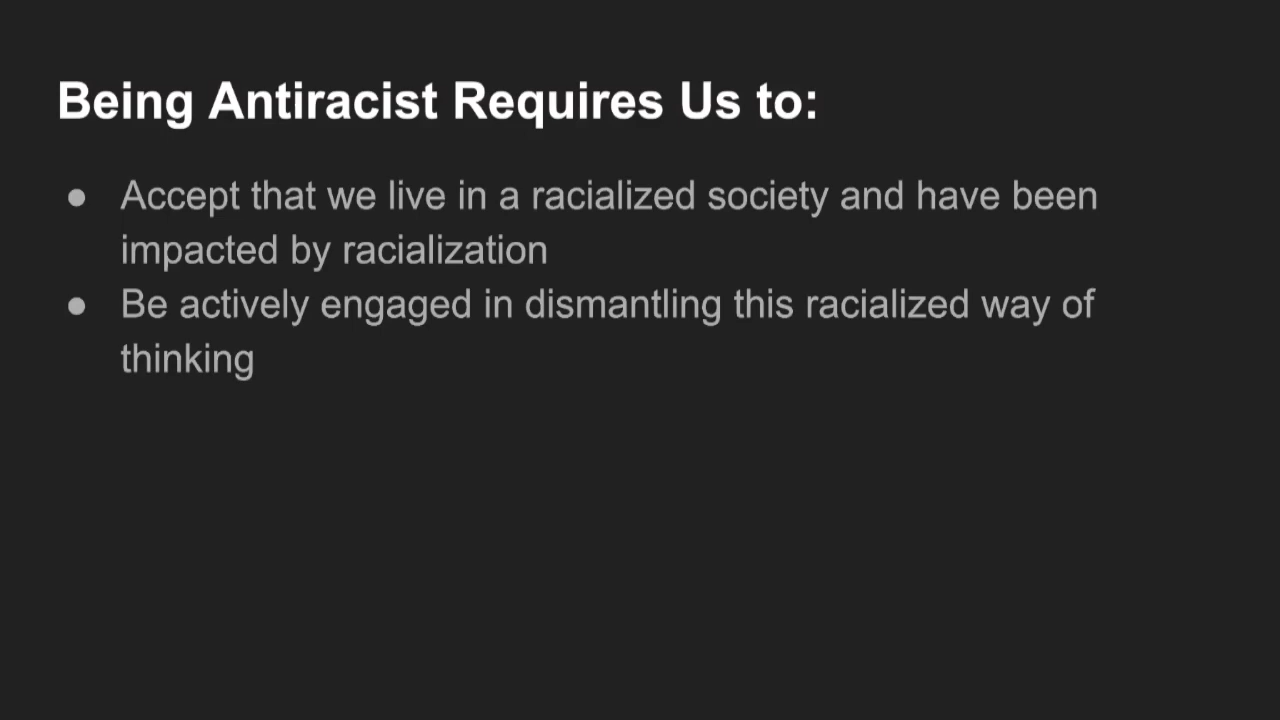 Being Antiracist Requires Us to:
● Accept that we live in a racialized society and have been
impacted by racialization
● Be actively engaged in dismantling this racialized way of
thinking